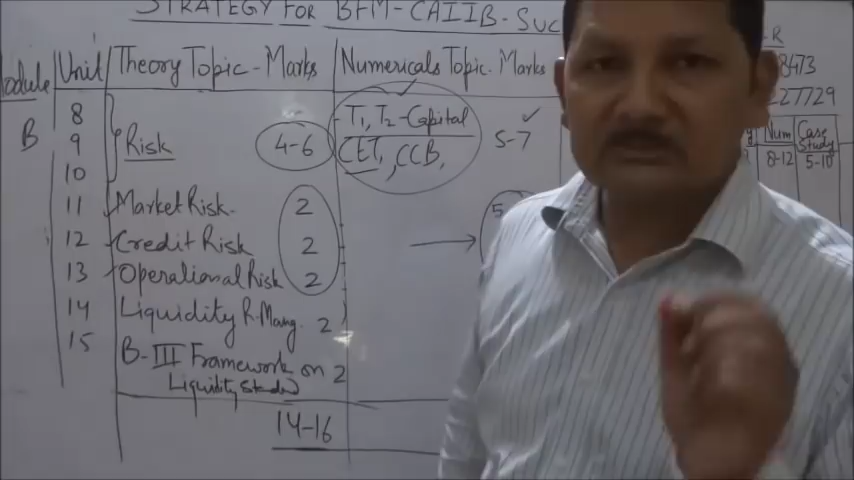 STRATEGY FOR BFM-CAIIB-Suc
-R
8473
227729
Module Unit Theory Topic - Marks Numericals Topic - Marks
Num Case Study
8-12 5-10
B
8
9 Risk 4-6
10
T1, T2-Capital
CET1, CCB, 5-7
11 Market Risk. 2 5
12 Credit Risk 2
13 Operational Risk 2
14 Liquidity R-Mang. 2
15 B-III Framework on 2
Liquidity Standard
14-16